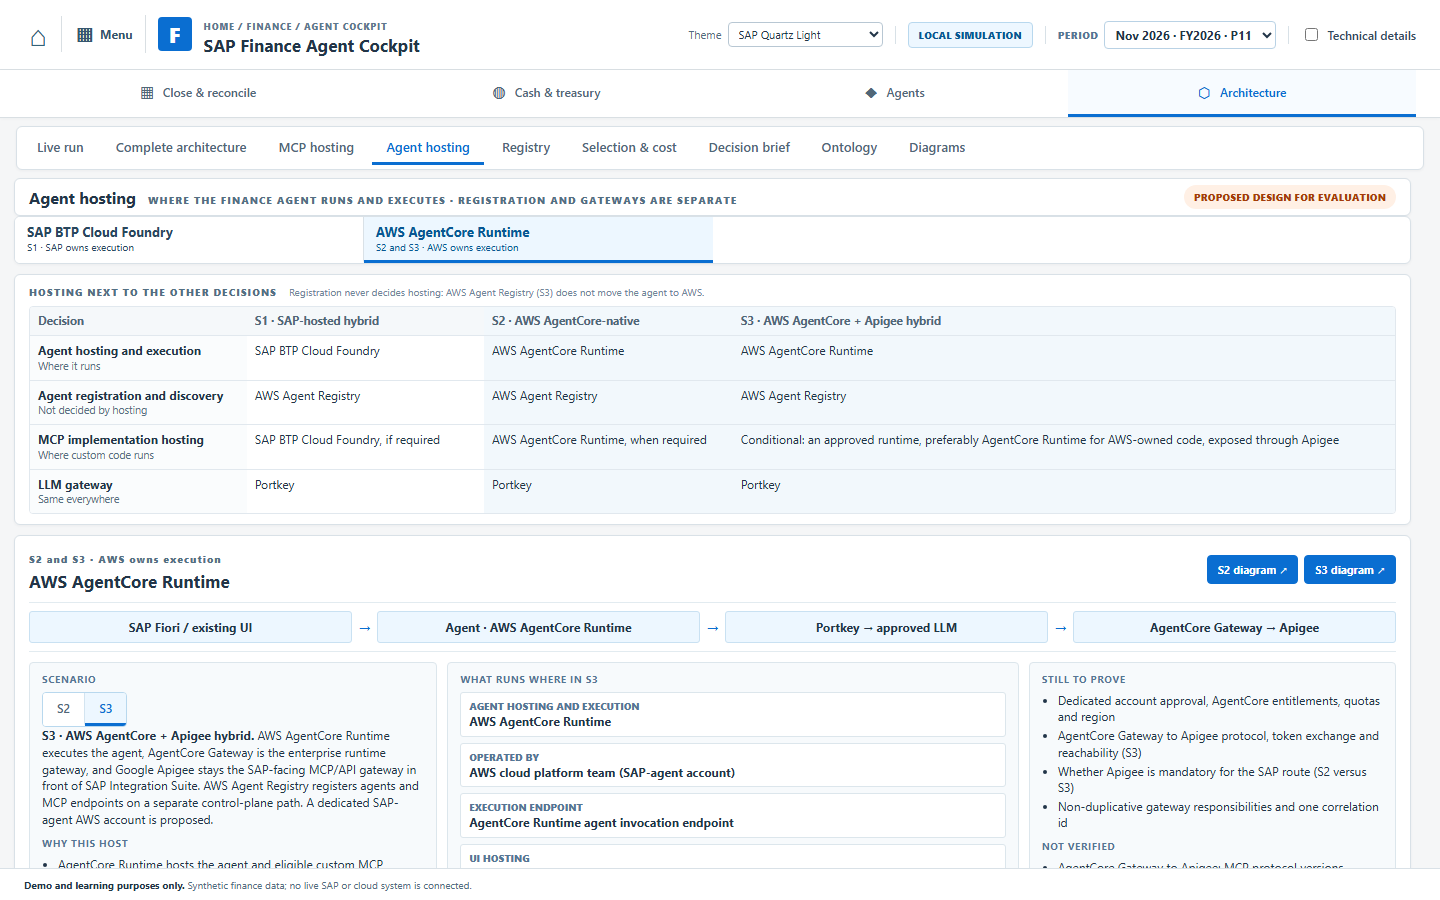 Menu
F
HOME / FINANCE / AGENT COCKPIT
SAP Finance Agent Cockpit
Theme
SAP Quartz Light
LOCAL SIMULATION
PERIOD
Nov 2026 · FY2026 · P11
Technical details
Close & reconcile
Cash & treasury
Agents
Architecture
Live run
Complete architecture
MCP hosting
Agent hosting
Registry
Selection & cost
Decision brief
Ontology
Diagrams
Agent hosting
WHERE THE FINANCE AGENT RUNS AND EXECUTES · REGISTRATION AND GATEWAYS ARE SEPARATE
PROPOSED DESIGN FOR EVALUATION
SAP BTP Cloud Foundry
S1 · SAP owns execution
AWS AgentCore Runtime
S2 and S3 · AWS owns execution
HOSTING NEXT TO THE OTHER DECISIONS
Registration never decides hosting: AWS Agent Registry (S3) does not move the agent to AWS.
Decision
S1 · SAP-hosted hybrid
S2 · AWS AgentCore-native
S3 · AWS AgentCore + Apigee hybrid
Agent hosting and execution
Where it runs
SAP BTP Cloud Foundry
AWS AgentCore Runtime
AWS AgentCore Runtime
Agent registration and discovery
Not decided by hosting
AWS Agent Registry
AWS Agent Registry
AWS Agent Registry
MCP implementation hosting
Where custom code runs
SAP BTP Cloud Foundry, if required
AWS AgentCore Runtime, when required
Conditional: an approved runtime, preferably AgentCore Runtime for AWS-owned code, exposed through Apigee
LLM gateway
Same everywhere
Portkey
Portkey
Portkey
S2 and S3 · AWS owns execution
AWS AgentCore Runtime
S2 diagram ↗
S3 diagram ↗
SAP Fiori / existing UI
→
Agent · AWS AgentCore Runtime
→
Portkey → approved LLM
→
AgentCore Gateway → Apigee
SCENARIO
S2
S3
S3 · AWS AgentCore + Apigee hybrid. AWS AgentCore Runtime
executes the agent, AgentCore Gateway is the enterprise runtime
gateway, and Google Apigee stays the SAP-facing MCP/API gateway in
front of SAP Integration Suite. AWS Agent Registry registers agents and
MCP endpoints on a separate control-plane path. A dedicated SAP-
agent AWS account is proposed.
WHY THIS HOST
• AgentCore Runtime hosts the agent and eligible custom MCP
WHAT RUNS WHERE IN S3
AGENT HOSTING AND EXECUTION
AWS AgentCore Runtime
OPERATED BY
AWS cloud platform team (SAP-agent account)
EXECUTION ENDPOINT
AgentCore Runtime agent invocation endpoint
UI HOSTING
STILL TO PROVE
• Dedicated account approval, AgentCore entitlements, quotas
and region
• AgentCore Gateway to Apigee protocol, token exchange and
reachability (S3)
• Whether Apigee is mandatory for the SAP route (S2 versus
S3)
• Non-duplicative gateway responsibilities and one correlation
id
NOT VERIFIED
• AgentCore Gateway to Apigee: MCP protocol versions
Demo and learning purposes only. Synthetic finance data; no live SAP or cloud system is connected.